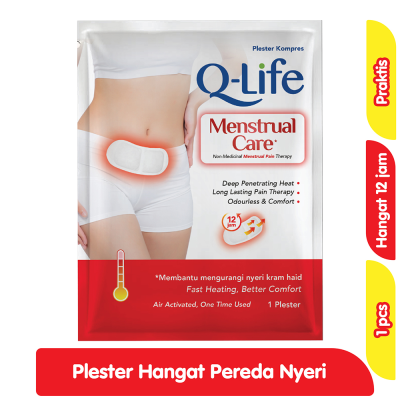 Plester Kompres
Q-Life
Menstrual
Care+
Non Medicinal Menstrual Pain Therapy
Deep Penetrating Heat •
Long Lasting Pain Therapy •
Odourless & Comfort •
12
jam
*Membantu mengurangi nyeri kram haid
Fast Heating, Better Comfort
Air Activated, One Time Used
1 Plester
Praktis
Hangat 12 jam
1 pcs
Plester Hangat Pereda Nyeri